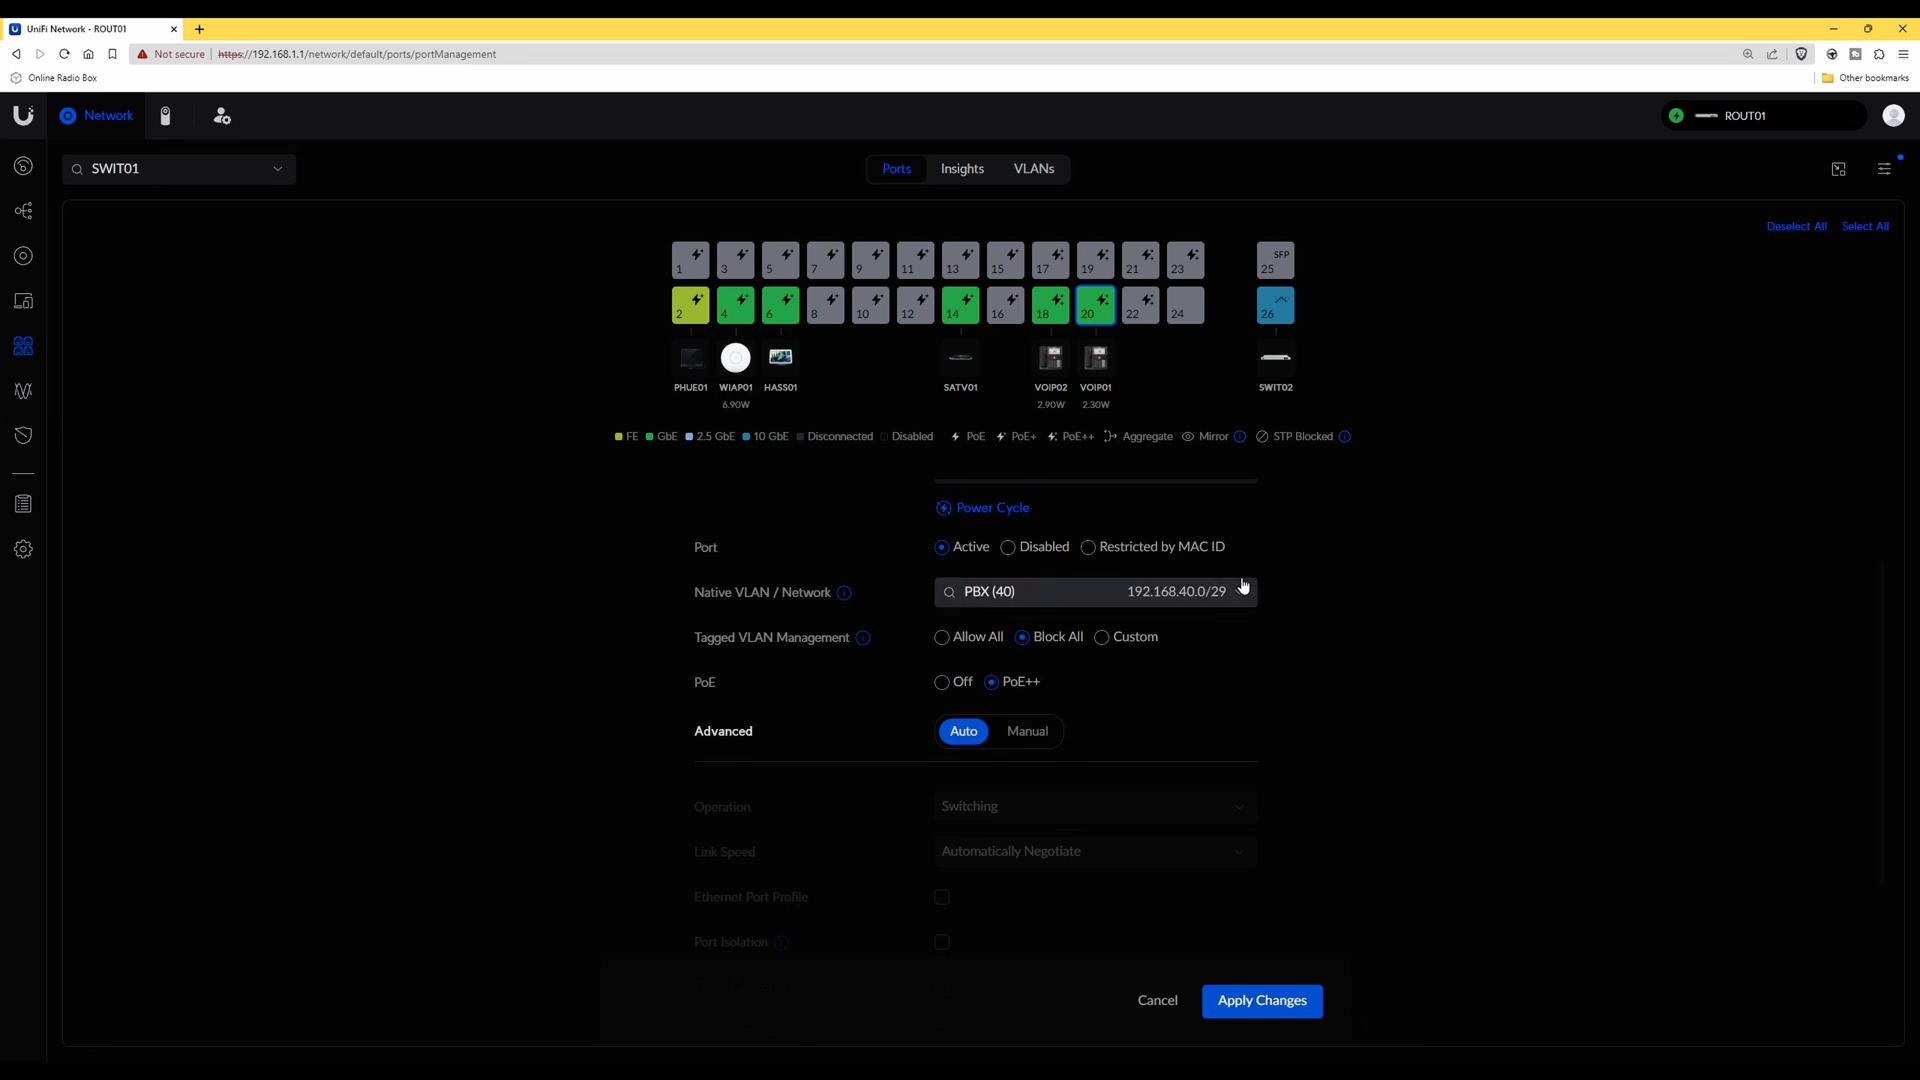 UniFi Network - ROUT01
Not secure https://192.168.1.1/network/default/ports/portManagement
Online Radio Box
Other bookmarks
Network
ROUT01
SWIT01
Ports Insights VLANs
Deselect All Select All
1 3 5 7 9 11 13 15 17 19 21 23 SFP 25
2 4 6 8 10 12 14 16 18 20 22 24 26
PHUE01 WIAP01 HASS01 SATV01 VOIP02 VOIP01 SWIT02
6.90W 2.90W 2.30W
FE GbE 2.5 GbE 10 GbE Disconnected Disabled PoE PoE+ PoE++ Aggregate Mirror STP Blocked
Power Cycle
Port Active Disabled Restricted by MAC ID
Native VLAN / Network PBX (40) 192.168.40.0/29
Tagged VLAN Management Allow All Block All Custom
PoE Off PoE++
Advanced Auto Manual
Operation Switching
Link Speed Automatically Negotiate
Ethernet Port Profile
Port Isolation
Cancel Apply Changes